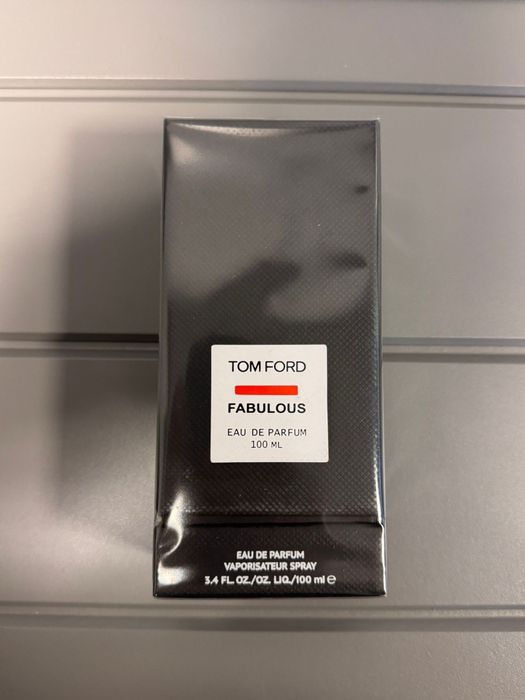 TOM FORD
FABULOUS
EAU DE PARFUM
100 ML
EAU DE PARFUM
VAPORISATEUR SPRAY
3.4 FL. OZ./OZ. LIQ./100 ml ℮